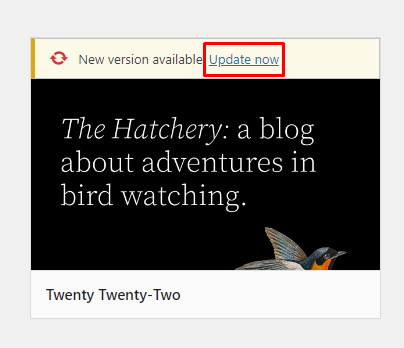 New version available. Update now
The Hatchery: a blog
about adventures in
bird watching.
Twenty Twenty-Two